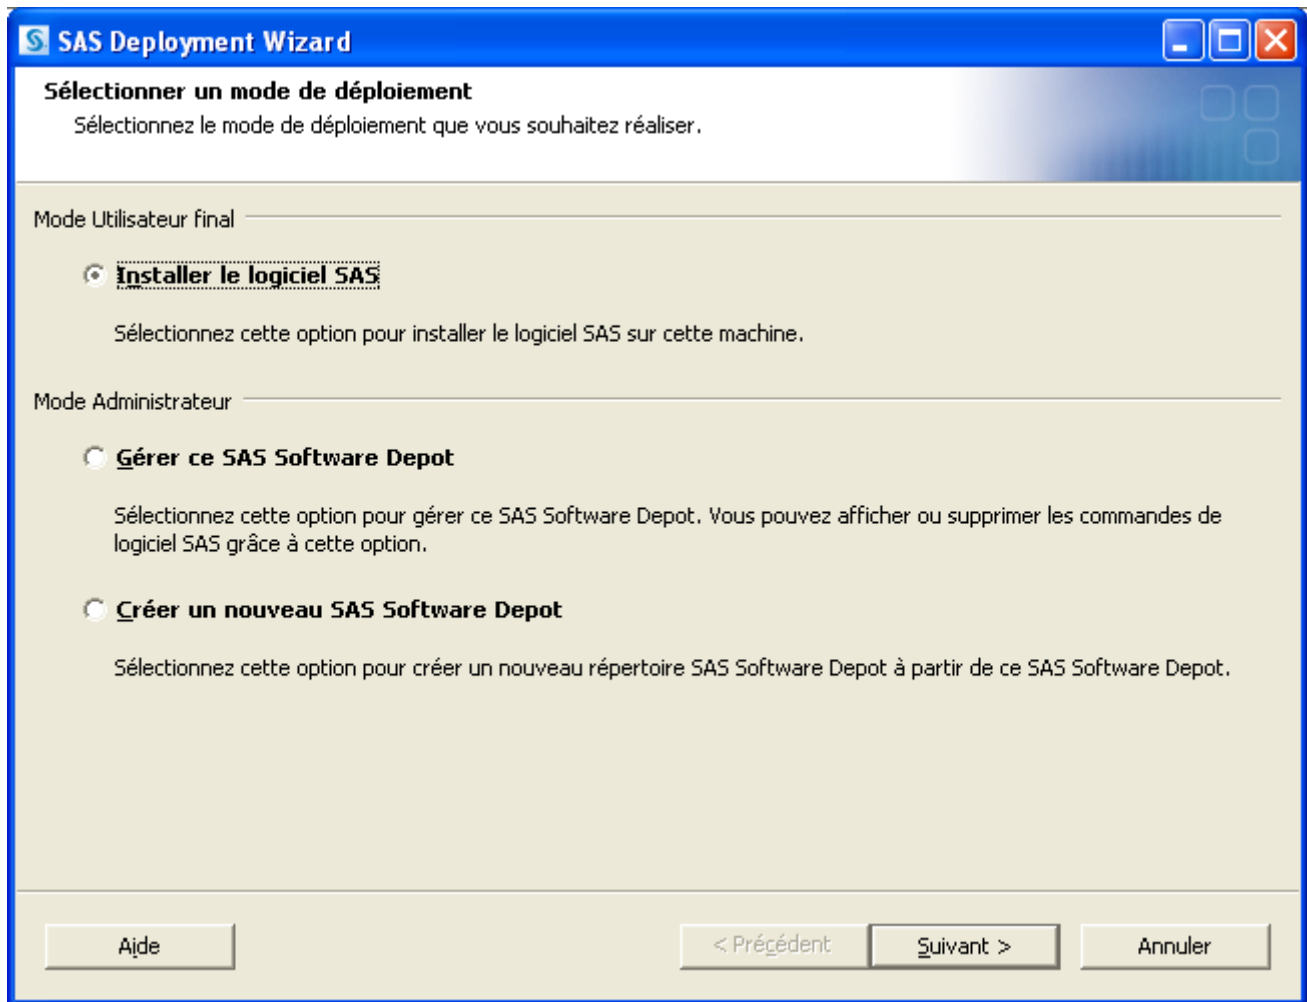 SAS Deployment Wizard
Sélectionner un mode de déploiement
Sélectionnez le mode de déploiement que vous souhaitez réaliser.
Mode Utilisateur final
Installer le logiciel SAS
Sélectionnez cette option pour installer le logiciel SAS sur cette machine.
Mode Administrateur
Gérer ce SAS Software Depot
Sélectionnez cette option pour gérer ce SAS Software Depot. Vous pouvez afficher ou supprimer les commandes de
logiciel SAS grâce à cette option.
Créer un nouveau SAS Software Depot
Sélectionnez cette option pour créer un nouveau répertoire SAS Software Depot à partir de ce SAS Software Depot.
Aide
< Précédent
Suivant >
Annuler